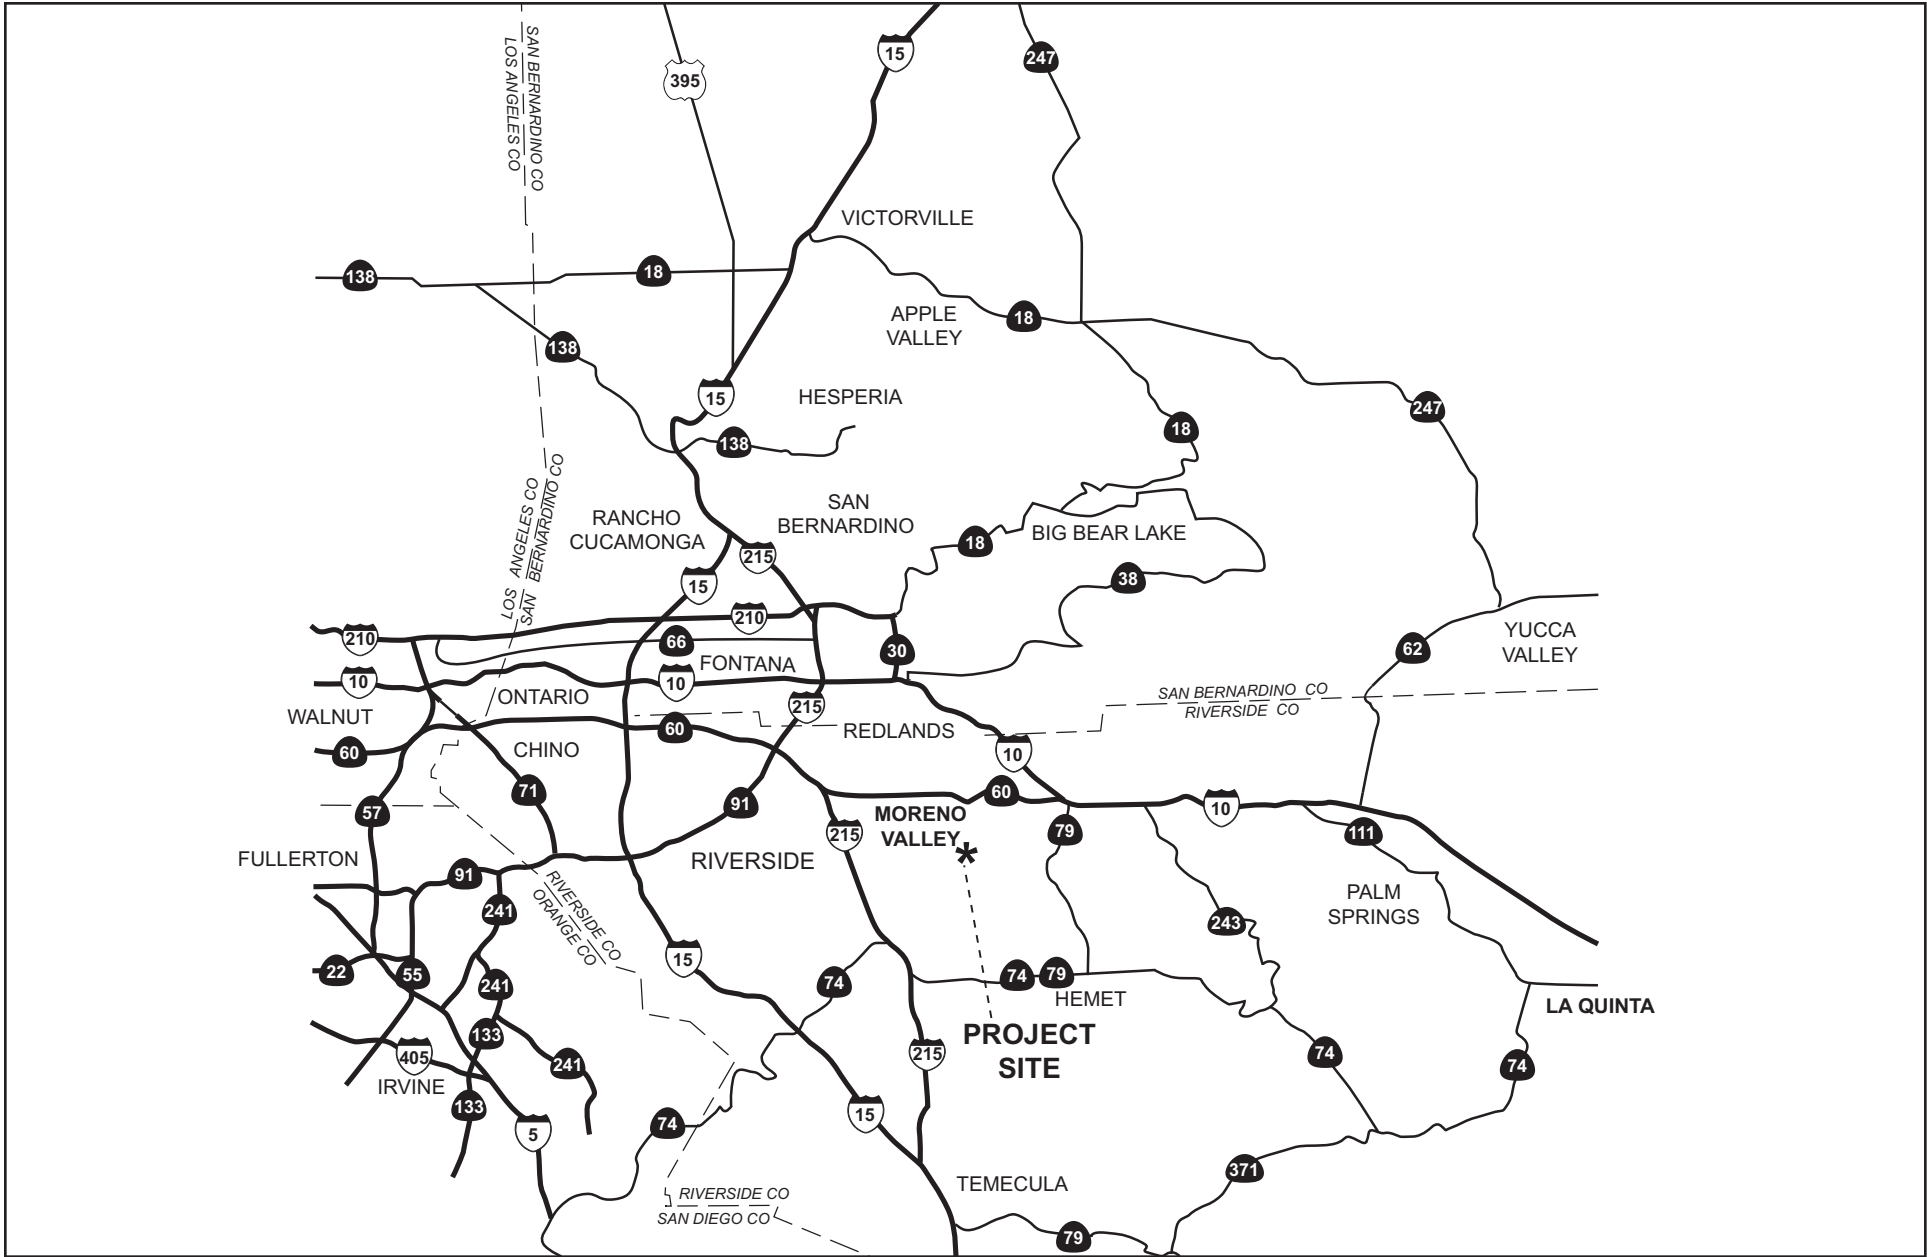 15
247
SAN BERNARDINO CO
LOS ANGELES CO
395
VICTORVILLE
138
18
APPLE
VALLEY
18
138
15
HESPERIA
247
138
18
LOS ANGELES CO
SAN BERNARDINO CO
RANCHO
CUCAMONGA
SAN
BERNARDINO
18
BIG BEAR LAKE
215
15
38
210
210
66
30
62
YUCCA
VALLEY
FONTANA
10
10
ONTARIO
215
SAN BERNARDINO CO
RIVERSIDE CO
WALNUT
60
60
REDLANDS
CHINO
10
71
91
60
57
MORENO
VALLEY
*
215
79
10
111
FULLERTON
91
RIVERSIDE
PALM
SPRINGS
241
RIVERSIDE CO
ORANGE CO
243
15
22
55
241
74
74
79
HEMET
LA QUINTA
133
PROJECT
SITE
405
241
215
74
74
IRVINE
133
5
74
15
371
TEMECULA
RIVERSIDE CO
SAN DIEGO CO
79